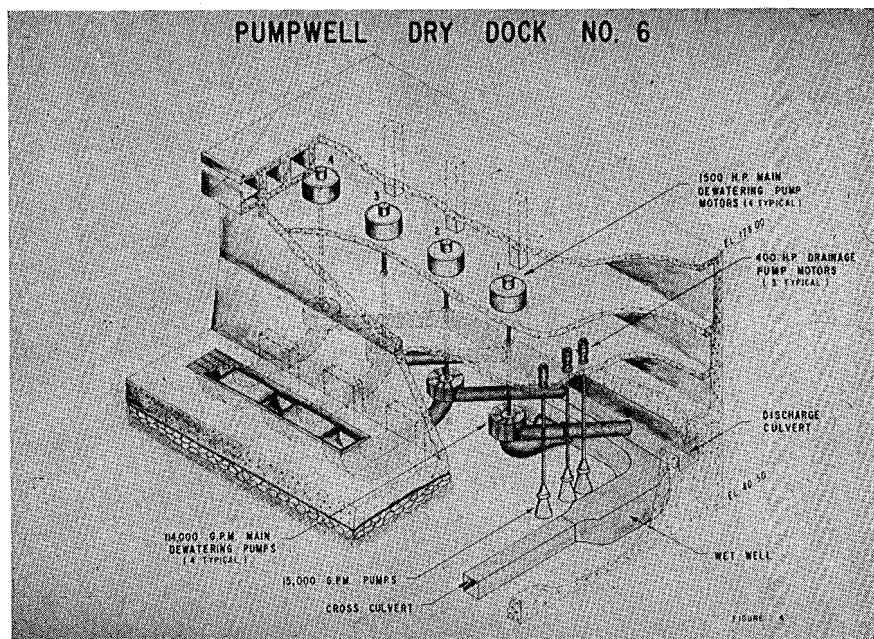 PUMPWELL DRY DOCK NO. 6
4
3
2
1
1500 H.P. MAIN
DEWATERING PUMP
MOTORS (4 TYPICAL)
EL. 128.00
400 H.P. DRAINAGE
PUMP MOTORS
( 3 TYPICAL )
DISCHARGE
CULVERT
EL. 40.50
114,000 G.P.M. MAIN
DEWATERING PUMPS
( 4 TYPICAL )
15,000 G.P.M. PUMPS
WET WELL
CROSS CULVERT
FIGURE 4